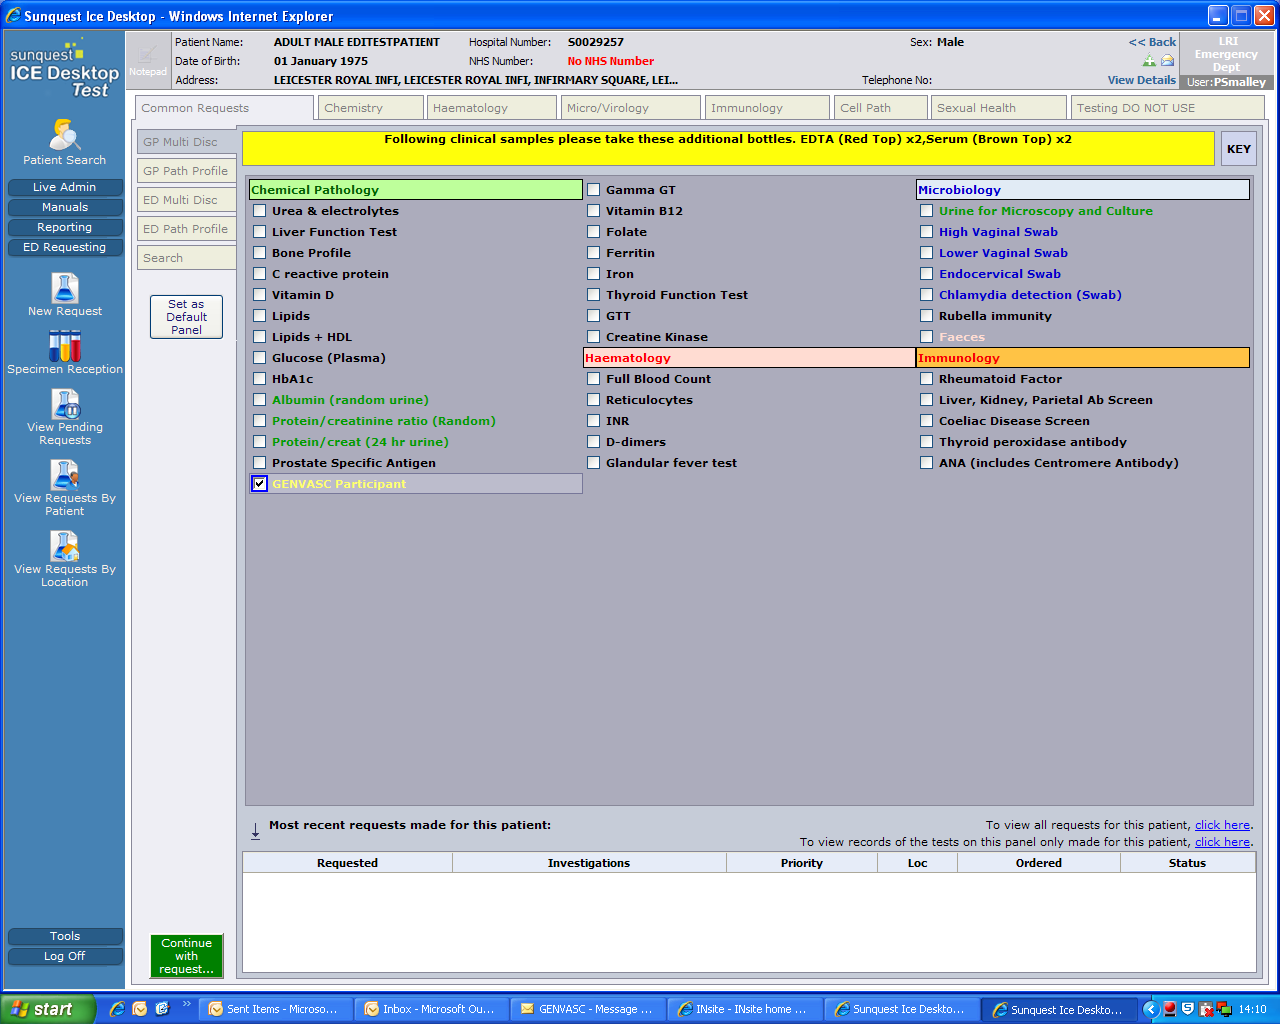 Sunquest Ice Desktop - Windows Internet Explorer
sunquest
ICE Desktop
Test
Notepad
Patient Name: ADULT MALE EDITESTPATIENT Hospital Number: S0029257 Sex: Male << Back
Date of Birth: 01 January 1975 NHS Number: No NHS Number
Address: LEICESTER ROYAL INFI, LEICESTER ROYAL INFI, INFIRMARY SQUARE, LEI... Telephone No: View Details
LRI
Emergency
Dept
User:PSmalley
Patient Search
Live Admin
Manuals
Reporting
ED Requesting
New Request
Specimen Reception
View Pending
Requests
View Requests By
Patient
View Requests By
Location
Tools
Log Off
Common Requests Chemistry Haematology Micro/Virology Immunology Cell Path Sexual Health Testing DO NOT USE
GP Multi Disc
GP Path Profile
ED Multi Disc
ED Path Profile
Search
Set as
Default
Panel
Continue
with
request...
Following clinical samples please take these additional bottles. EDTA (Red Top) x2,Serum (Brown Top) x2
KEY
Chemical Pathology
Urea & electrolytes
Liver Function Test
Bone Profile
C reactive protein
Vitamin D
Lipids
Lipids + HDL
Glucose (Plasma)
HbA1c
Albumin (random urine)
Protein/creatinine ratio (Random)
Protein/creat (24 hr urine)
Prostate Specific Antigen
GENVASC Participant
Gamma GT
Vitamin B12
Folate
Ferritin
Iron
Thyroid Function Test
GTT
Creatine Kinase
Haematology
Full Blood Count
Reticulocytes
INR
D-dimers
Glandular fever test
Microbiology
Urine for Microscopy and Culture
High Vaginal Swab
Lower Vaginal Swab
Endocervical Swab
Chlamydia detection (Swab)
Rubella immunity
Faeces
Immunology
Rheumatoid Factor
Liver, Kidney, Parietal Ab Screen
Coeliac Disease Screen
Thyroid peroxidase antibody
ANA (includes Centromere Antibody)
Most recent requests made for this patient:
To view all requests for this patient, click here.
To view records of the tests on this panel only made for this patient, click here.
Requested Investigations Priority Loc Ordered Status
start
Sent Items - Microso...
Inbox - Microsoft Ou...
GENVASC - Message ...
INsite - INsite home ...
Sunquest Ice Deskto...
Sunquest Ice Deskto...
14:10